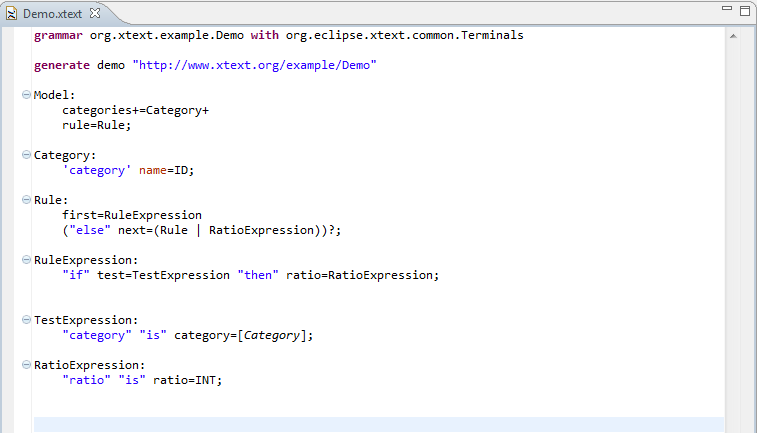 Demo.xtext
grammar org.xtext.example.Demo with org.eclipse.xtext.common.Terminals
generate demo "http://www.xtext.org/example/Demo"
Model:
categories+=Category+
rule=Rule;
Category:
'category' name=ID;
Rule:
first=RuleExpression
("else" next=(Rule | RatioExpression))?;
RuleExpression:
"if" test=TestExpression "then" ratio=RatioExpression;
TestExpression:
"category" "is" category=[Category];
RatioExpression:
"ratio" "is" ratio=INT;